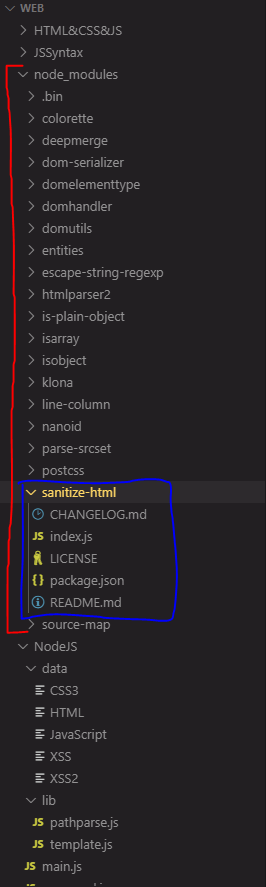 WEB
HTML&CSS&JS
JSSyntax
node_modules
.bin
colorette
deepmerge
dom-serializer
domelementtype
domhandler
domutils
entities
escape-string-regexp
htmlparser2
is-plain-object
isarray
isobject
klona
line-column
nanoid
parse-srcset
postcss
sanitize-html
CHANGELOG.md
JS index.js
LICENSE
{} package.json
README.md
source-map
NodeJS
data
CSS3
HTML
JavaScript
XSS
XSS2
lib
JS pathparse.js
JS template.js
JS main.js